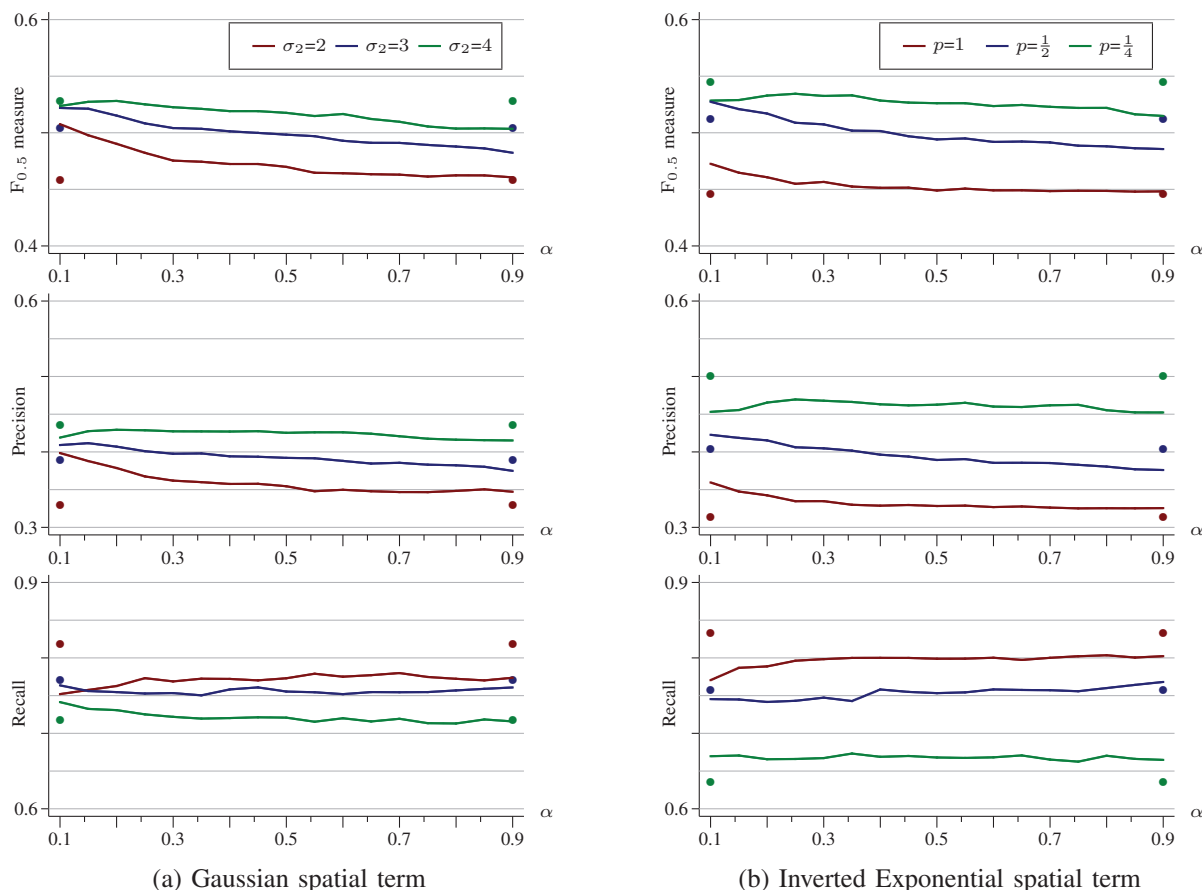 0.6
σ₂=2 σ₂=3 σ₂=4
F₀.₅ measure
0.4
α
0.1 0.3 0.5 0.7 0.9
0.6
Precision
0.3
α
0.1 0.3 0.5 0.7 0.9
0.9
Recall
0.6
α
0.1 0.3 0.5 0.7 0.9
(a) Gaussian spatial term
0.6
p=1 p=½ p=¼
F₀.₅ measure
0.4
α
0.1 0.3 0.5 0.7 0.9
0.6
Precision
0.3
α
0.1 0.3 0.5 0.7 0.9
0.9
Recall
0.6
α
0.1 0.3 0.5 0.7 0.9
(b) Inverted Exponential spatial term